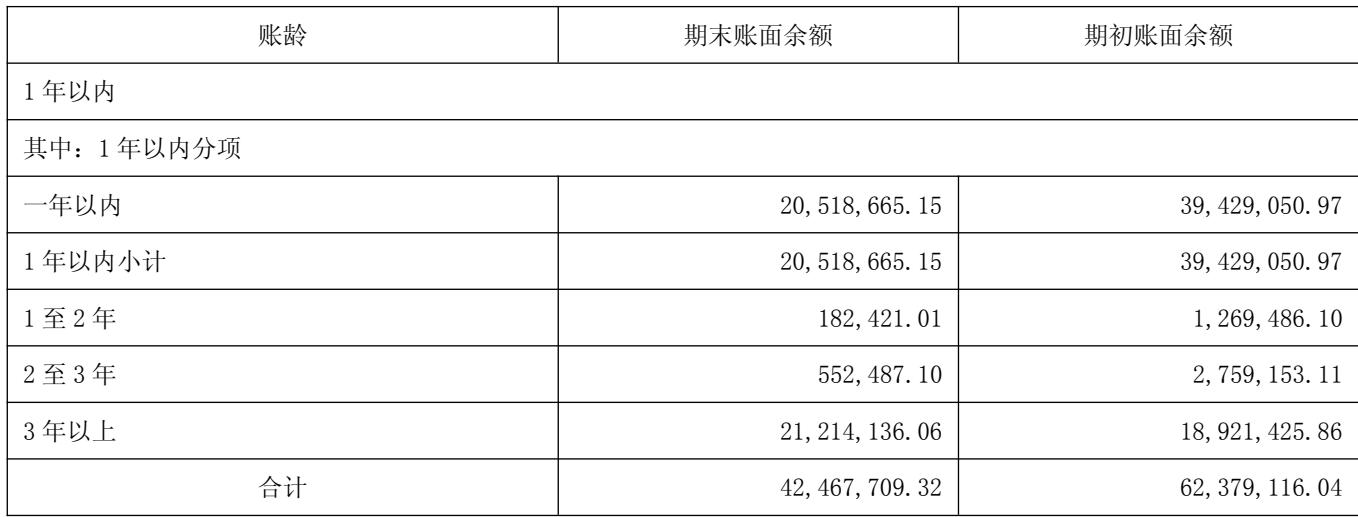 账龄 期末账面余额 期初账面余额
1年以内
其中：1年以内分项
一年以内 20,518,665.15 39,429,050.97
1年以内小计 20,518,665.15 39,429,050.97
1至2年 182,421.01 1,269,486.10
2至3年 552,487.10 2,759,153.11
3年以上 21,214,136.06 18,921,425.86
合计 42,467,709.32 62,379,116.04